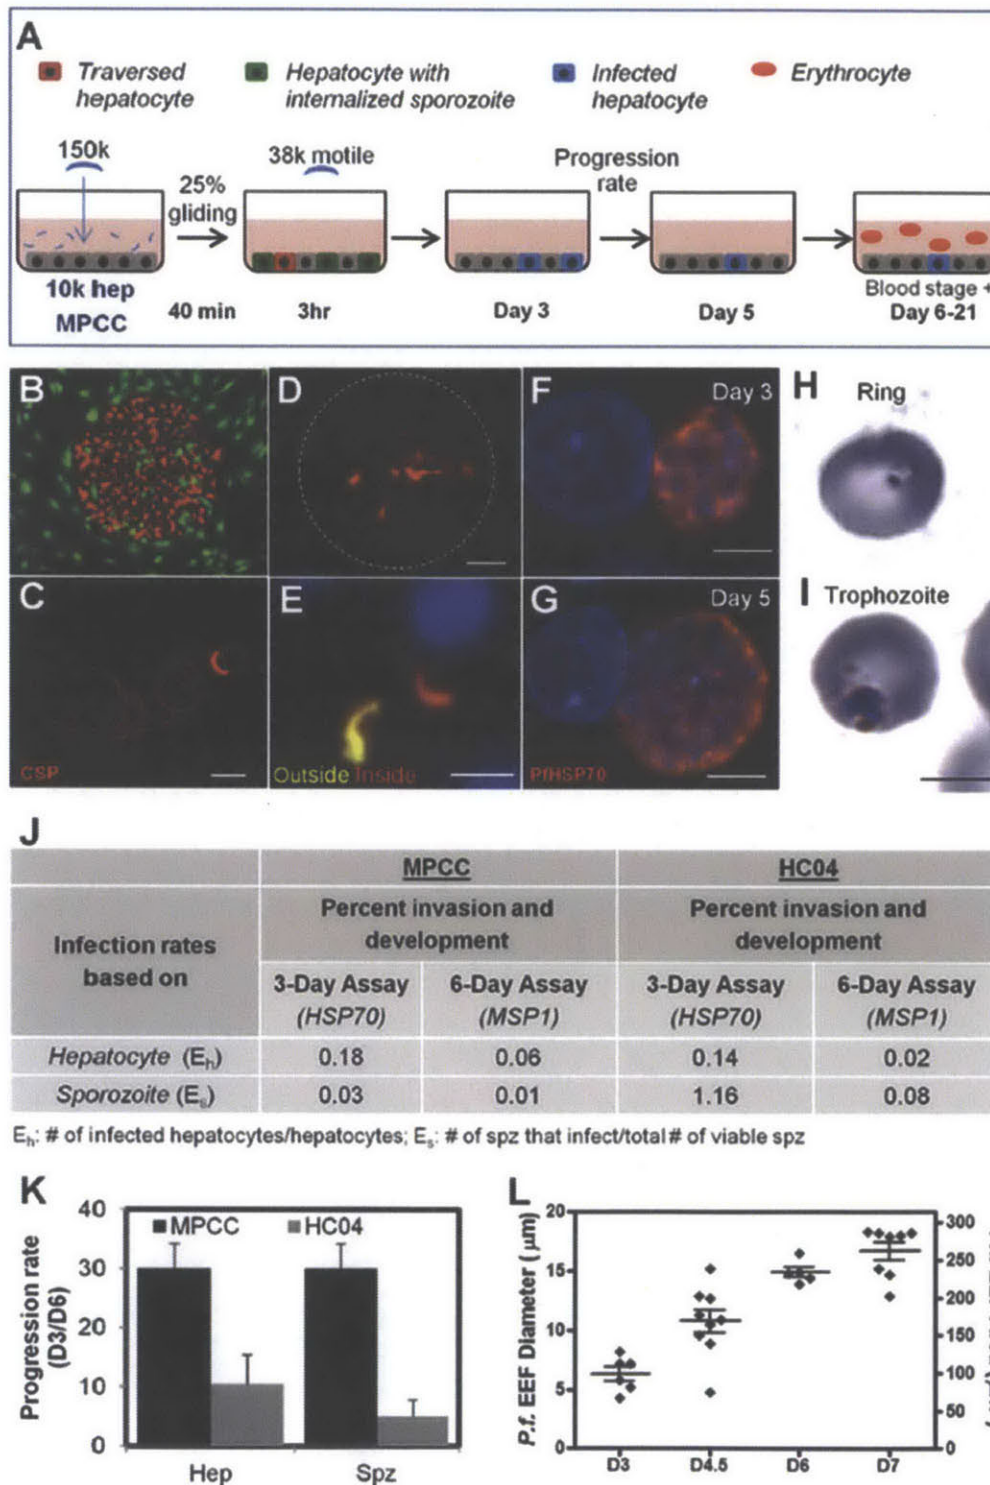 A
Traversed hepatocyte
Hepatocyte with internalized sporozoite
Infected hepatocyte
Erythrocyte
150k
25% gliding
38k motile
Progression rate
10k hep
MPCC
40 min
3hr
Day 3
Day 5
Blood stage +
Day 6-21
B
C
CSP
D
E
Outside Inside
F
Day 3
G
Day 5
PfHSP70
H
Ring
I
Trophozoite
J
MPCC
HC04
Infection rates based on
Percent invasion and development
Percent invasion and development
3-Day Assay (HSP70)
6-Day Assay (MSP1)
3-Day Assay (HSP70)
6-Day Assay (MSP1)
Hepatocyte (Eh) 0.18 0.06 0.14 0.02
Sporozoite (Es) 0.03 0.01 1.16 0.08
Eh: # of infected hepatocytes/hepatocytes; Es: # of spz that infect/total # of viable spz
K
Progression rate (D3/D6)
40
30
20
10
0
MPCC HC04
Hep Spz
L
P.f. EEF Diameter (µm)
20
15
10
5
0
300
250
200
150
100
50
0
D3 D4.5 D6 D7